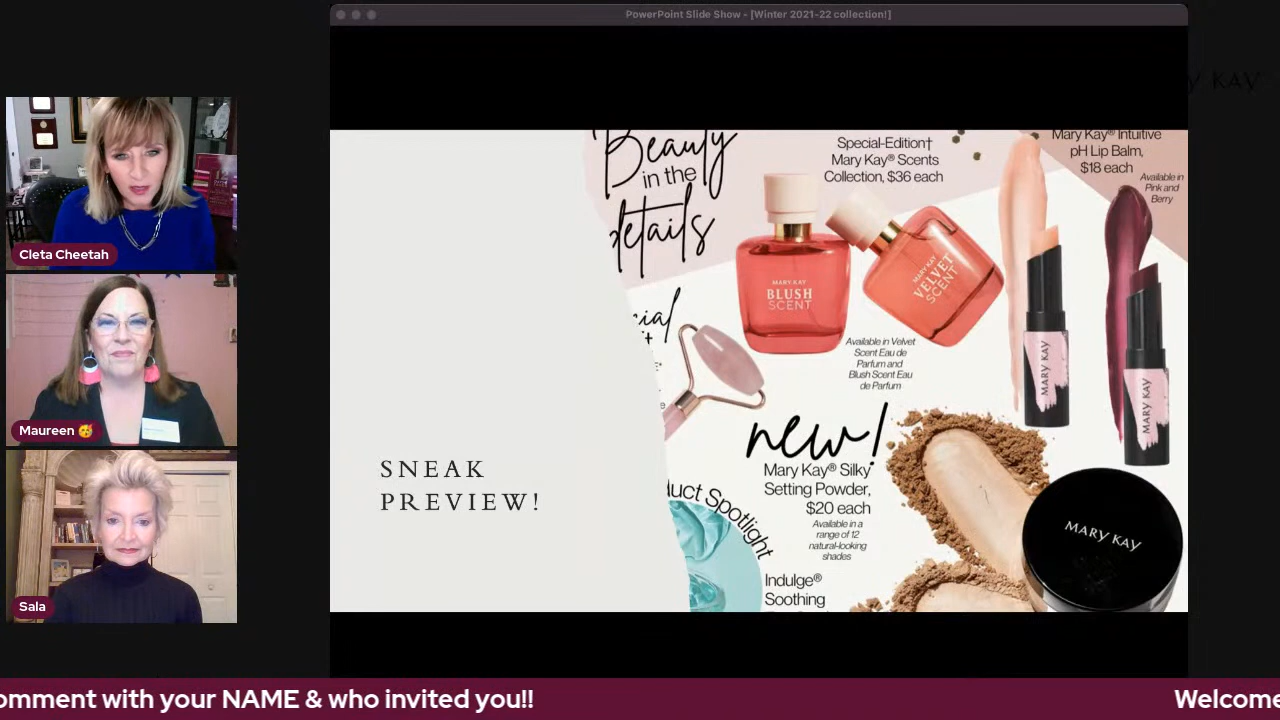 PowerPoint Slide Show - [Winter 2021-22 collection!]
Y KAY
Cleta Cheetah
Maureen 🥳
Sala
SNEAK
PREVIEW!
Beauty
in the
details
Special-Edition†
Mary Kay® Scents
Collection, $36 each
Mary Kay® Intuitive
pH Lip Balm,
$18 each
Available in
Pink and
Berry
MARY KAY
BLUSH
SCENT
MARY KAY
VELVET
SCENT
Available in Velvet
Scent Eau de
Parfum and
Blush Scent Eau
de Parfum
MARY KAY
MARY KAY
new!
Mary Kay® Silky
Setting Powder,
$20 each
Available in a
range of 12
natural-looking
shades
MARY KAY
uct Spotlight
Indulge®
Soothing
omment with your NAME & who invited you!!
Welcome